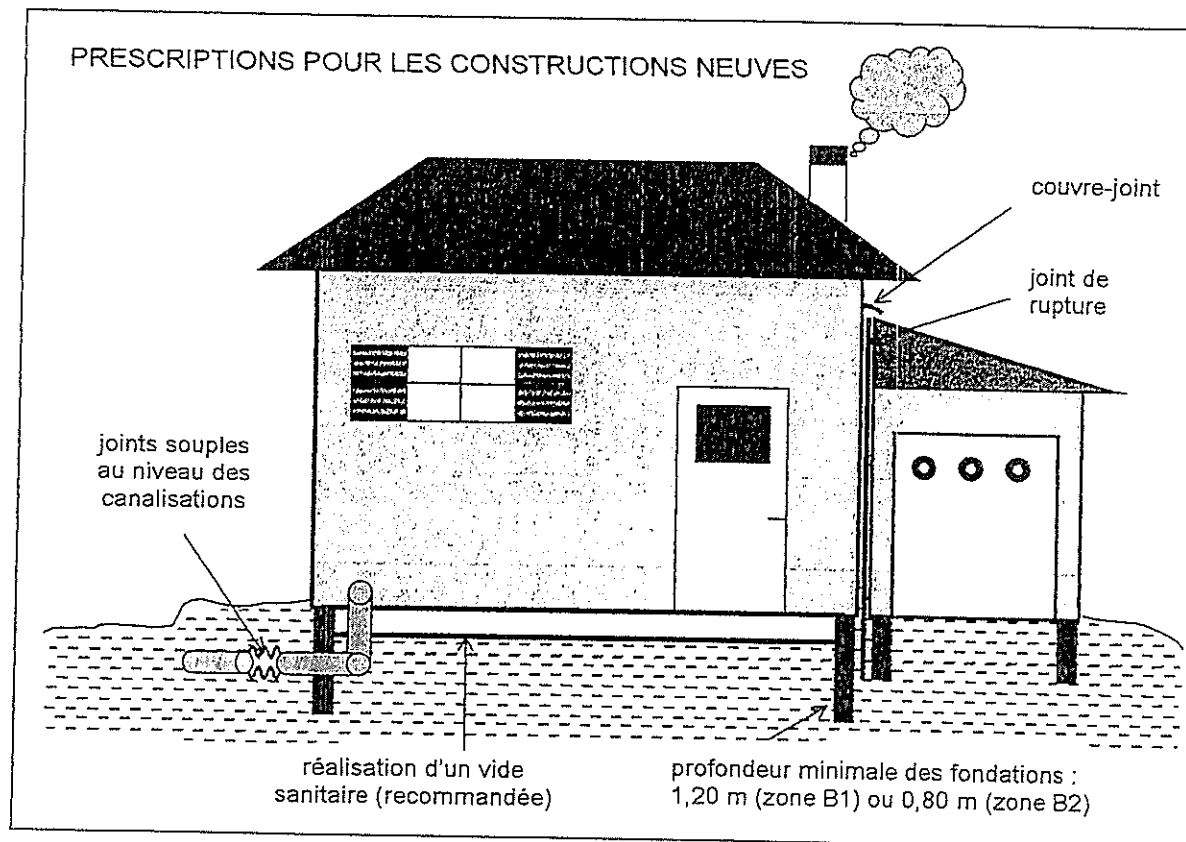 PRESCRIPTIONS POUR LES CONSTRUCTIONS NEUVES
couvre-joint
joint de
rupture
joints souples
au niveau des
canalisations
réalisation d'un vide
sanitaire (recommandée)
profondeur minimale des fondations :
1,20 m (zone B1) ou 0,80 m (zone B2)